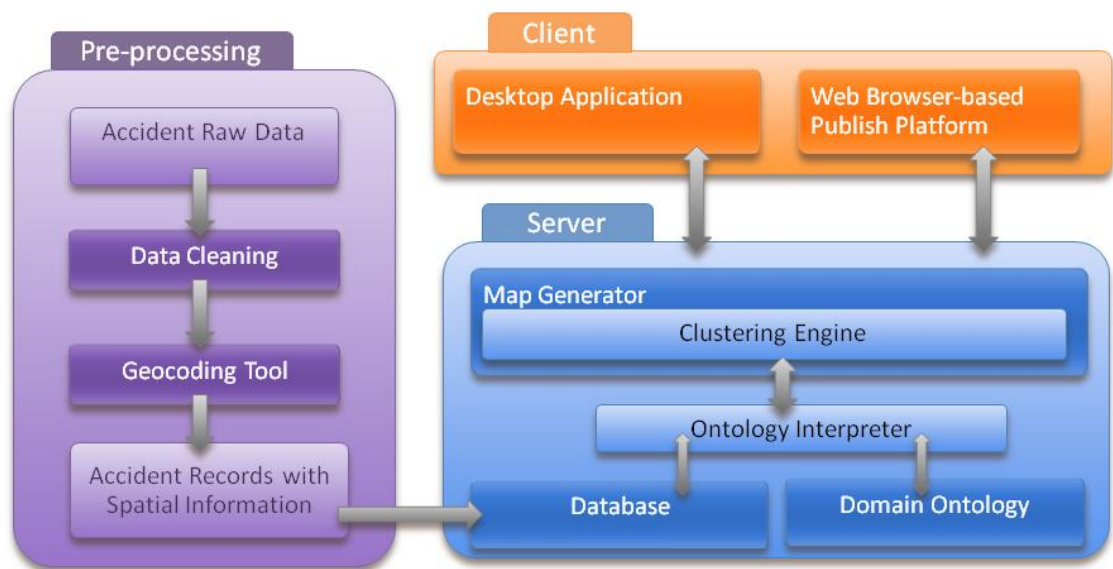 Pre-processing
Accident Raw Data
Data Cleaning
Geocoding Tool
Accident Records with
Spatial Information
Client
Desktop Application
Web Browser-based
Publish Platform
Server
Map Generator
Clustering Engine
Ontology Interpreter
Database
Domain Ontology